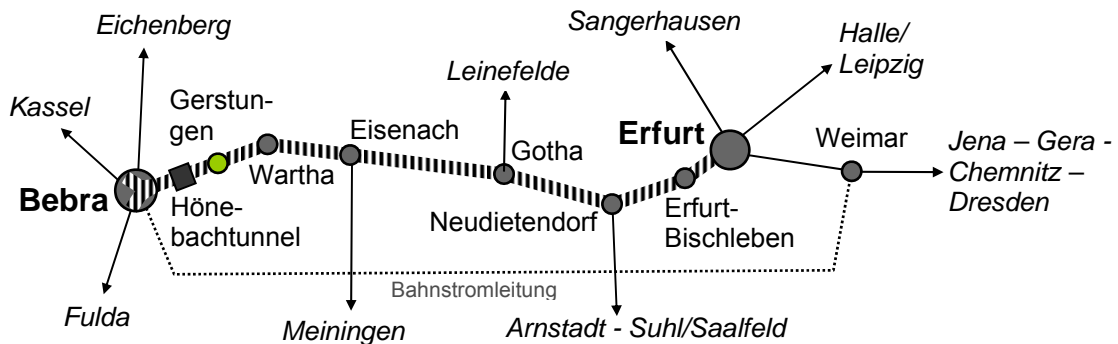 Eichenberg
Sangerhausen
Halle/
Leipzig
Kassel
Gerstun-
gen
Leinefelde
Eisenach
Erfurt
Weimar
Jena – Gera -
Chemnitz –
Dresden
Gotha
Wartha
Bebra
Höne-
bachtunnel
Neudietendorf
Erfurt-
Bischleben
Bahnstromleitung
Fulda
Meiningen
Arnstadt - Suhl/Saalfeld